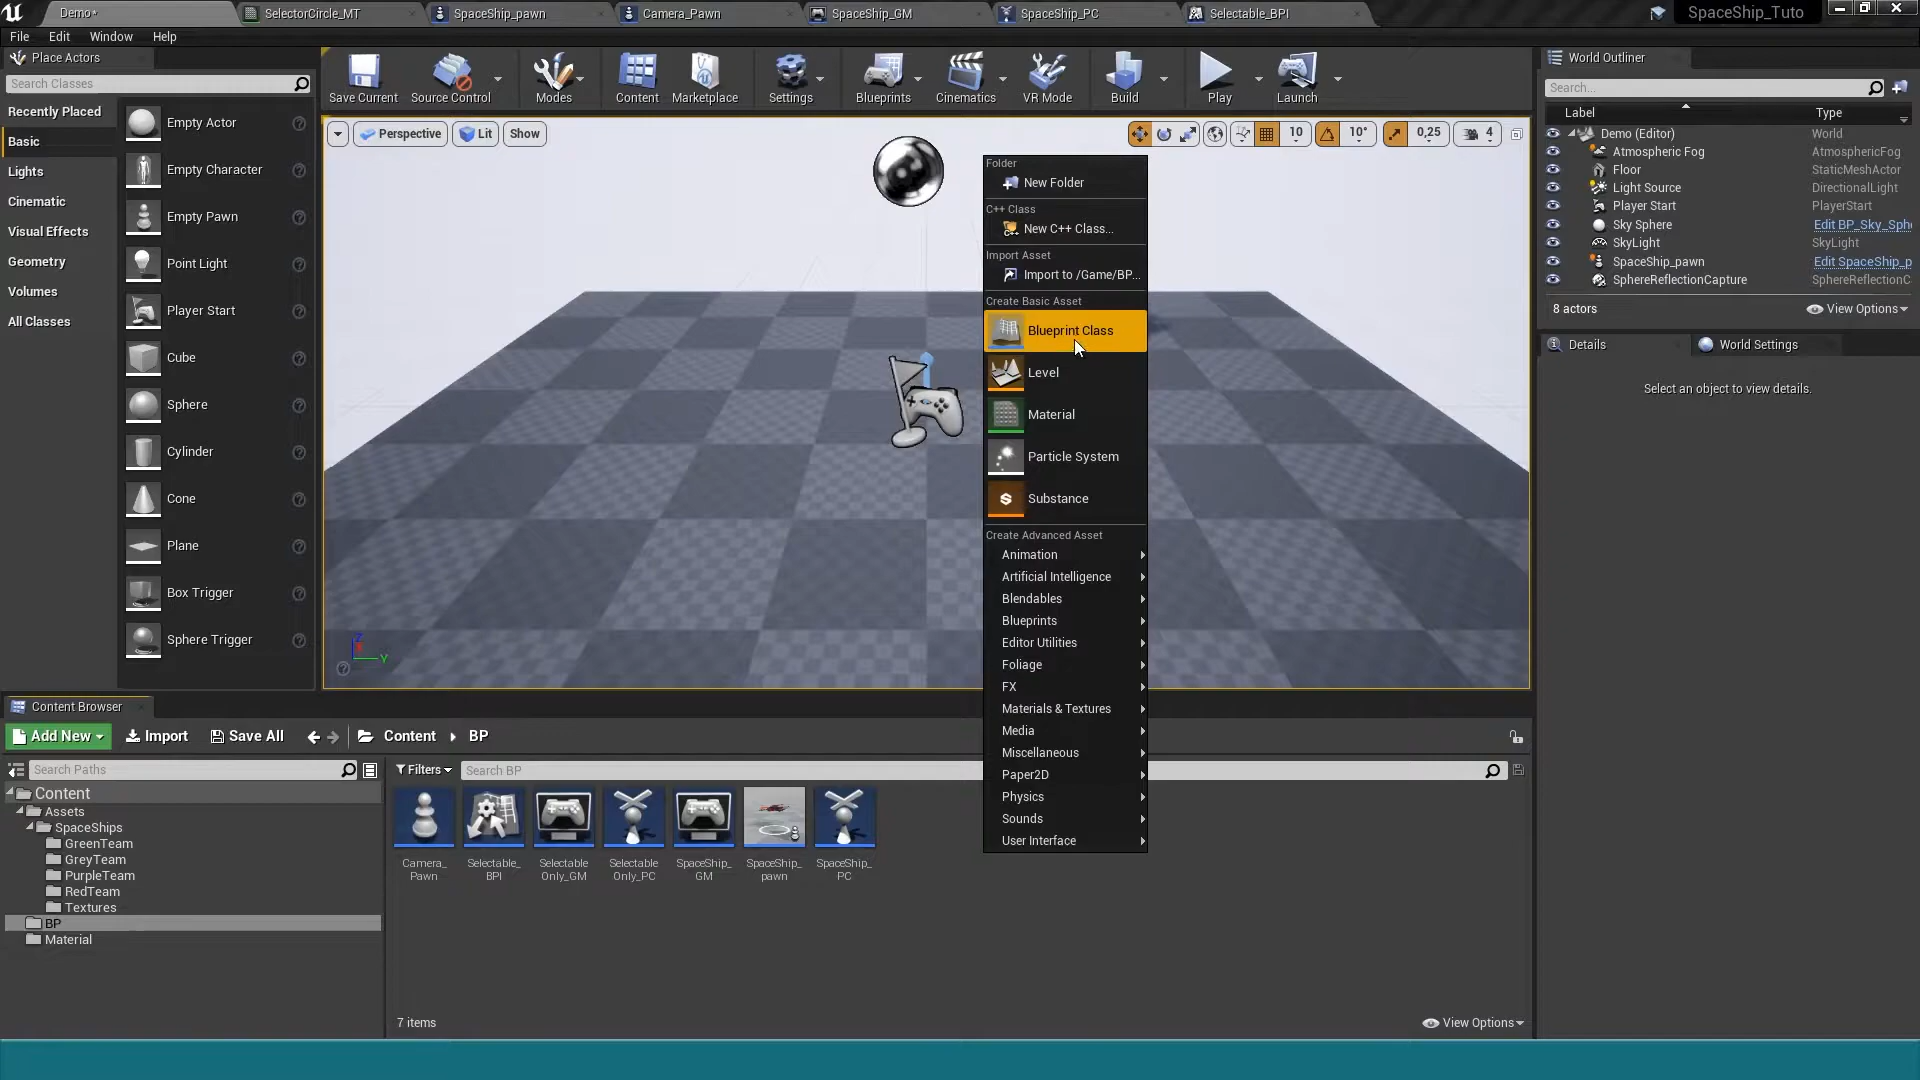 Demo*
SelectorCircle_MT
SpaceShip_pawn
Camera_Pawn
SpaceShip_GM
SpaceShip_PC
Selectable_BPI
SpaceShip_Tuto
File Edit Window Help
Place Actors
Search Classes
Recently Placed
Basic
Lights
Cinematic
Visual Effects
Geometry
Volumes
All Classes
Empty Actor
Empty Character
Empty Pawn
Point Light
Player Start
Cube
Sphere
Cylinder
Cone
Plane
Box Trigger
Sphere Trigger
Save Current
Source Control
Modes
Content
Marketplace
Settings
Blueprints
Cinematics
VR Mode
Build
Play
Launch
Perspective
Lit
Show
10
10°
0,25
4
Folder
New Folder
C++ Class
New C++ Class...
Import Asset
Import to /Game/BP...
Create Basic Asset
Blueprint Class
Level
Material
Particle System
Substance
Create Advanced Asset
Animation
Artificial Intelligence
Blendables
Blueprints
Editor Utilities
Foliage
FX
Materials & Textures
Media
Miscellaneous
Paper2D
Physics
Sounds
User Interface
World Outliner
Search...
Label Type
Demo (Editor) World
Atmospheric Fog AtmosphericFog
Floor StaticMeshActor
Light Source DirectionalLight
Player Start PlayerStart
Sky Sphere Edit BP_Sky_Sph
SkyLight SkyLight
SpaceShip_pawn Edit SpaceShip_p
SphereReflectionCapture SphereReflectionC
8 actors
View Options
Details
World Settings
Select an object to view details.
Content Browser
Add New
Import
Save All
Content
BP
Search Paths
Content
Assets
SpaceShips
GreenTeam
GreyTeam
PurpleTeam
RedTeam
Textures
BP
Material
Filters
Search BP
Camera_
Pawn
Selectable_
BPI
Selectable
Only_GM
Selectable
Only_PC
SpaceShip_
GM
SpaceShip_
pawn
SpaceShip_
PC
7 items
View Options